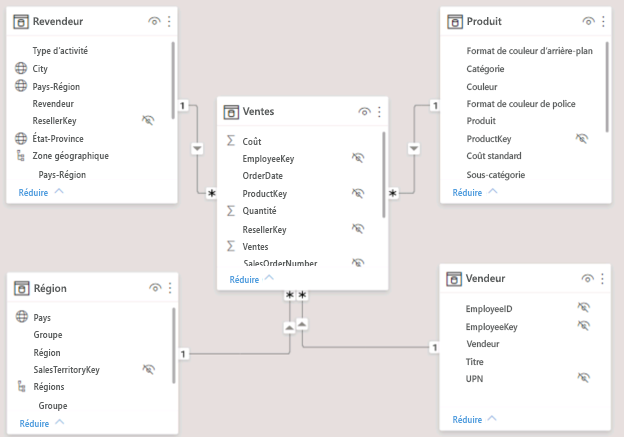 Revendeur
Type d'activité
City
Pays-Région
Revendeur
ResellerKey
État-Province
Zone géographique
Pays-Région
Réduire
Produit
Format de couleur d'arrière-plan
Catégorie
Couleur
Format de couleur de police
Produit
ProductKey
Coût standard
Sous-catégorie
Réduire
Ventes
Coût
EmployeeKey
OrderDate
ProductKey
Quantité
ResellerKey
Ventes
SalesOrderNumber
Réduire
1
1
*
*
*
*
1
1
Région
Pays
Groupe
Région
SalesTerritoryKey
Régions
Groupe
Réduire
Vendeur
EmployeeID
EmployeeKey
Vendeur
Titre
UPN
Réduire